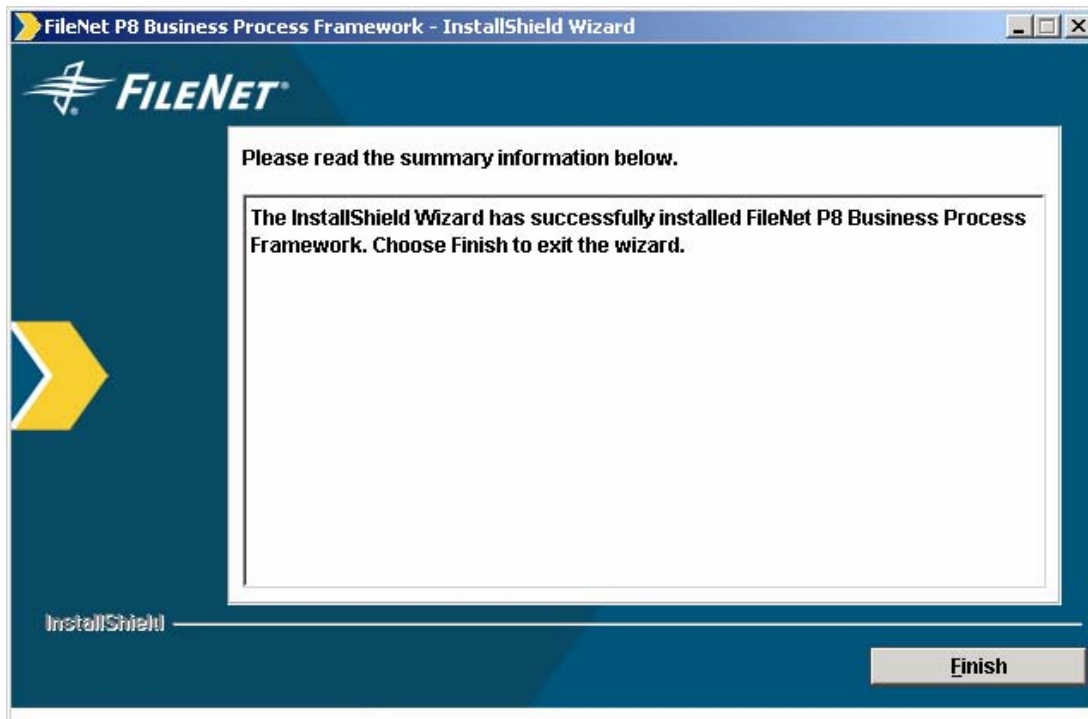 FileNet P8 Business Process Framework - InstallShield Wizard
FILENET®
Please read the summary information below.
The InstallShield Wizard has successfully installed FileNet P8 Business Process
Framework. Choose Finish to exit the wizard.
InstallShield
Finish